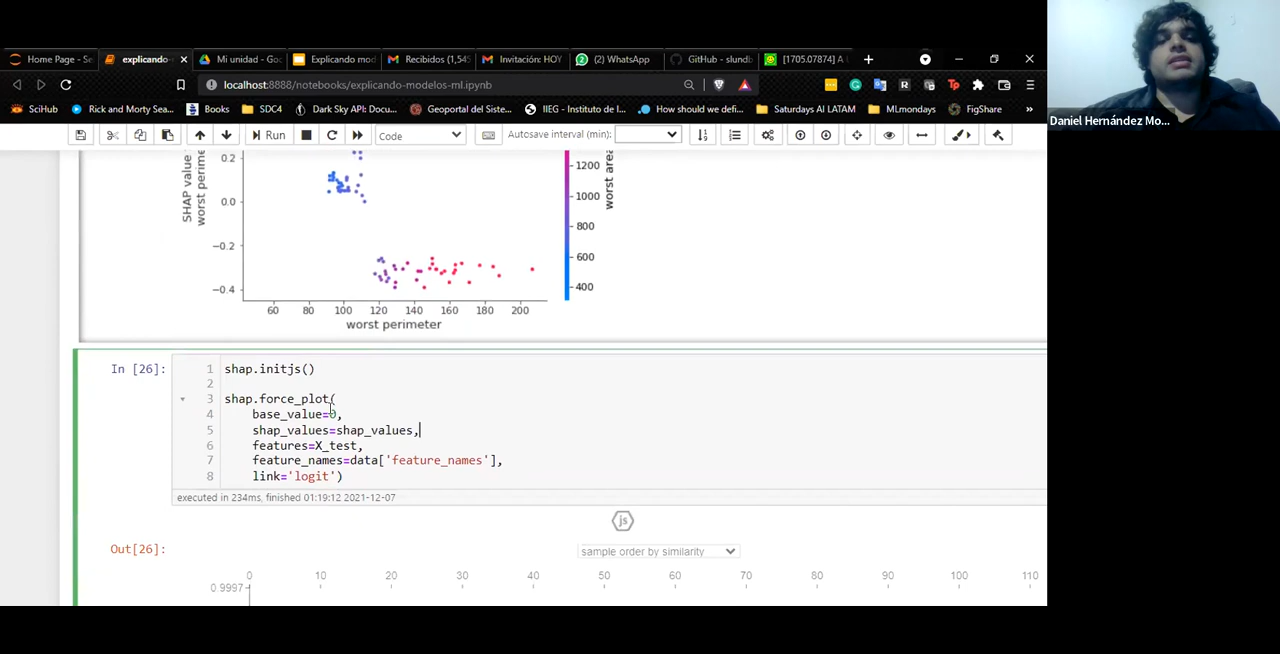 Home Page - Se
explicando-
Mi unidad - Goo
Explicando mod
Recibidos (1,545
Invitación: HOY
(2) WhatsApp
GitHub - slundb
[1705.07874] A U
localhost:8888/notebooks/explicando-modelos-ml.ipynb
SciHub
Rick and Morty Sea...
Books
SDC4
Dark Sky API: Docu...
Geoportal del Siste...
IIEG - Instituto de I...
How should we defi...
Saturdays AI LATAM
MLmondays
FigShare
Run
Code
Autosave interval (min):
Daniel Hernández Mo...
SHAP value
worst perime
0.2
0.0
−0.2
−0.4
60 80 100 120 140 160 180 200
worst perimeter
1200
1000
800
600
400
worst area
In [26]:
1 shap.initjs()
2
3 shap.force_plot(
4 base_value=0,
5 shap_values=shap_values,
6 features=X_test,
7 feature_names=data['feature_names'],
8 link='logit')
executed in 234ms, finished 01:19:12 2021-12-07
js
Out[26]:
sample order by similarity
0 10 20 30 40 50 60 70 80 90 100 110
0.9997